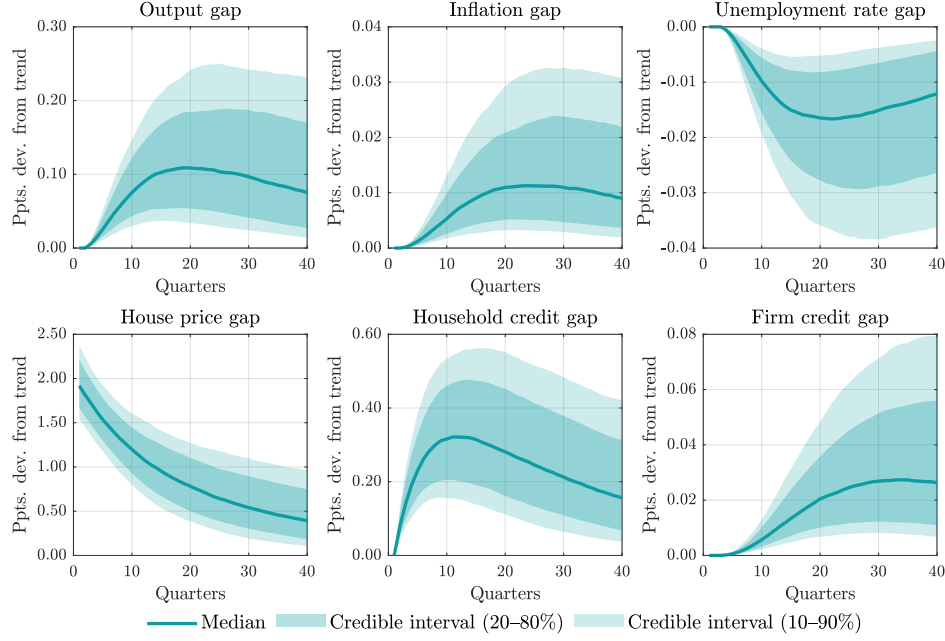 Output gap
Ppts. dev. from trend
0.30
0.20
0.10
0.00
0 10 20 30 40
Quarters
Inflation gap
Ppts. dev. from trend
0.04
0.03
0.02
0.01
0.00
0 10 20 30 40
Quarters
Unemployment rate gap
Ppts. dev. from trend
-0.00
-0.01
-0.02
-0.03
-0.04
0 10 20 30 40
Quarters
House price gap
Ppts. dev. from trend
2.50
2.00
1.50
1.00
0.50
0.00
0 10 20 30 40
Quarters
Household credit gap
Ppts. dev. from trend
0.60
0.40
0.20
0.00
0 10 20 30 40
Quarters
Firm credit gap
Ppts. dev. from trend
0.08
0.06
0.04
0.02
0.00
0 10 20 30 40
Quarters
Median Credible interval (20–80%) Credible interval (10–90%)